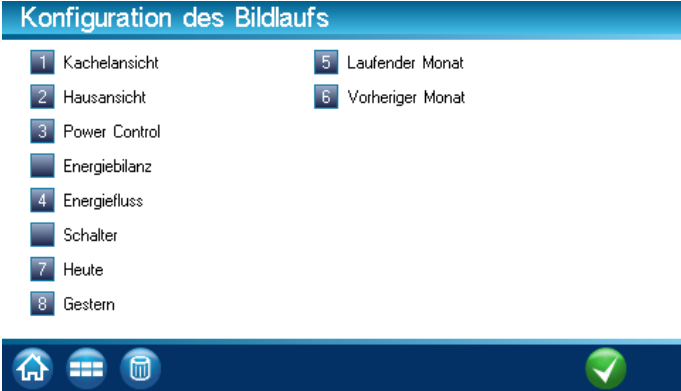 Konfiguration des Bildlaufs
1 Kachelansicht
2 Hausansicht
3 Power Control
Energiebilanz
4 Energiefluss
Schalter
7 Heute
8 Gestern
5 Laufender Monat
6 Vorheriger Monat